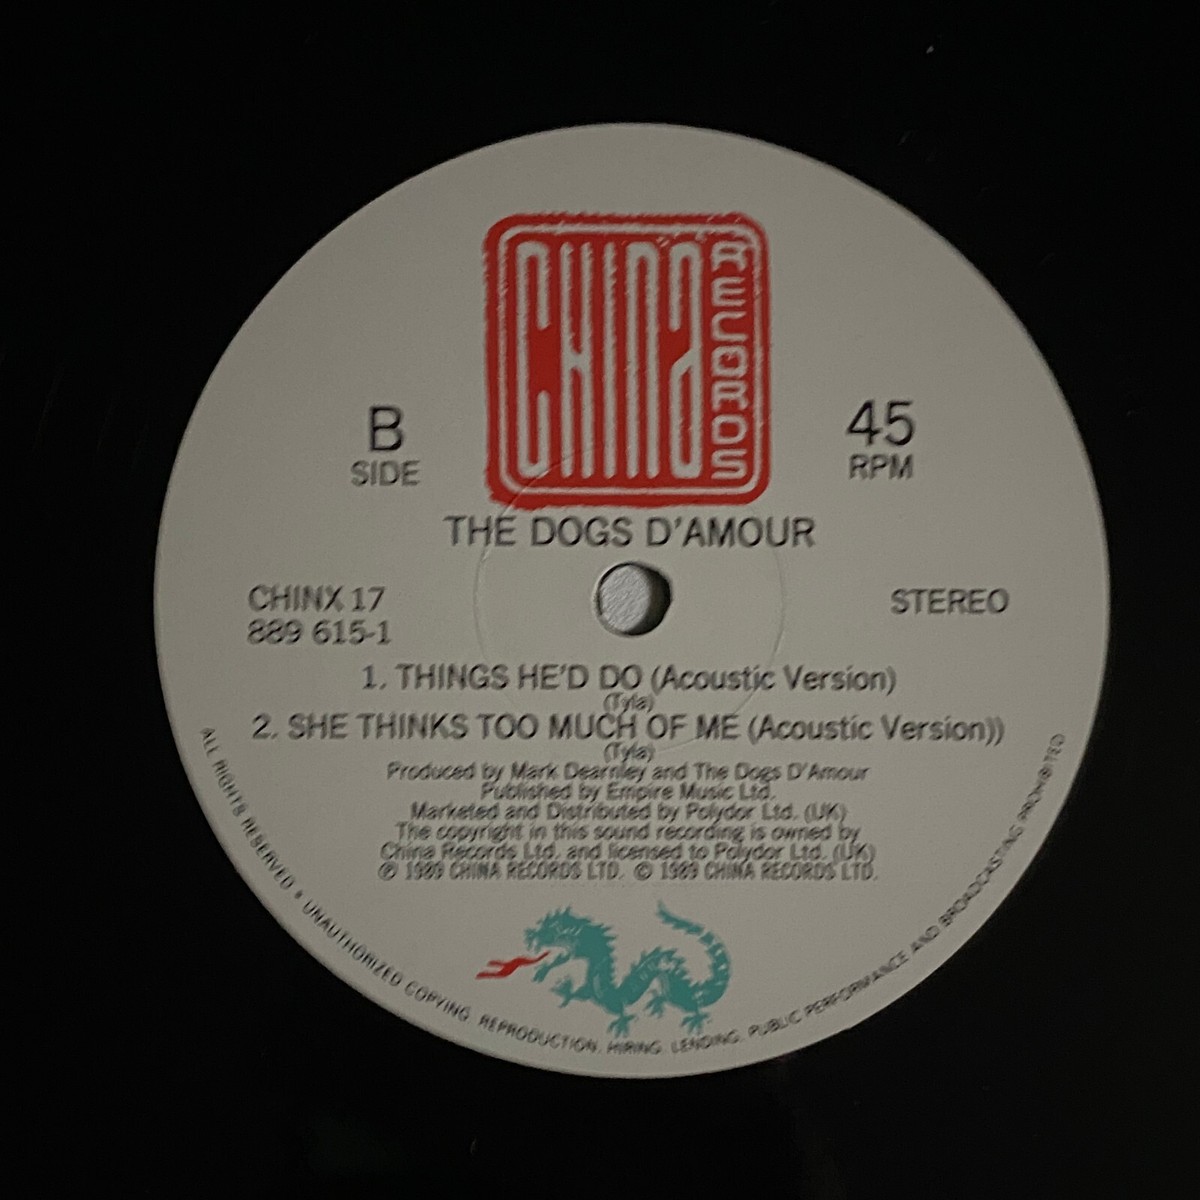 CHINA RECORDS
B
SIDE
45
RPM
THE DOGS D'AMOUR
CHINX 17
889 615-1
STEREO
1. THINGS HE'D DO (Acoustic Version)
(Tyla)
2. SHE THINKS TOO MUCH OF ME (Acoustic Version))
(Tyla)
Produced by Mark Dearnley and The Dogs D'Amour
Published by Empire Music Ltd.
Marketed and Distributed by Polydor Ltd. (UK)
The copyright in this sound recording is owned by
China Records Ltd. and licensed to Polydor Ltd. (UK)
℗ 1989 CHINA RECORDS LTD. © 1989 CHINA RECORDS LTD.
ALL RIGHTS RESERVED • UNAUTHORIZED COPYING. REPRODUCTION. HIRING. LENDING. PUBLIC PERFORMANCE AND BROADCASTING PROHIBITED